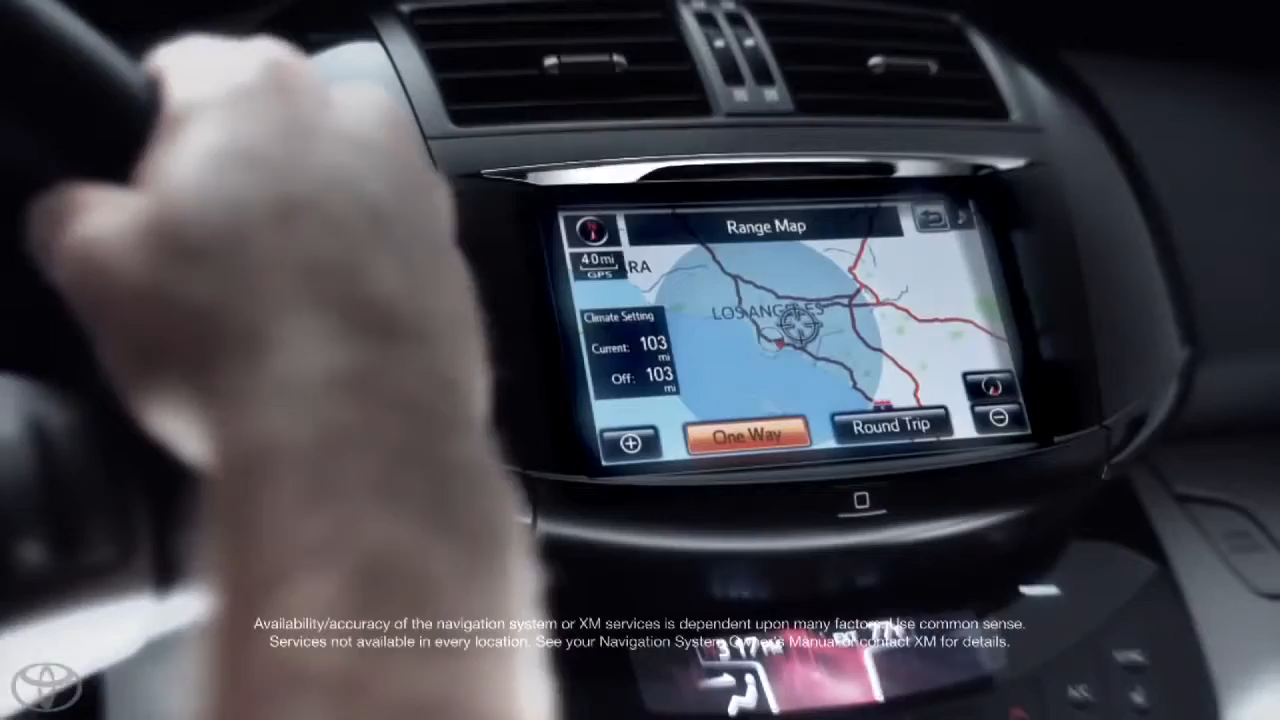 Range Map
40mi
GPS
RA
LOS ANGELES
Climate Setting
Current: 103
mi
Off: 103
mi
One Way
Round Trip
Availability/accuracy of the navigation system or XM services is dependent upon many factors. Use common sense.
Services not available in every location. See your Navigation System Owner's Manual or contact XM for details.